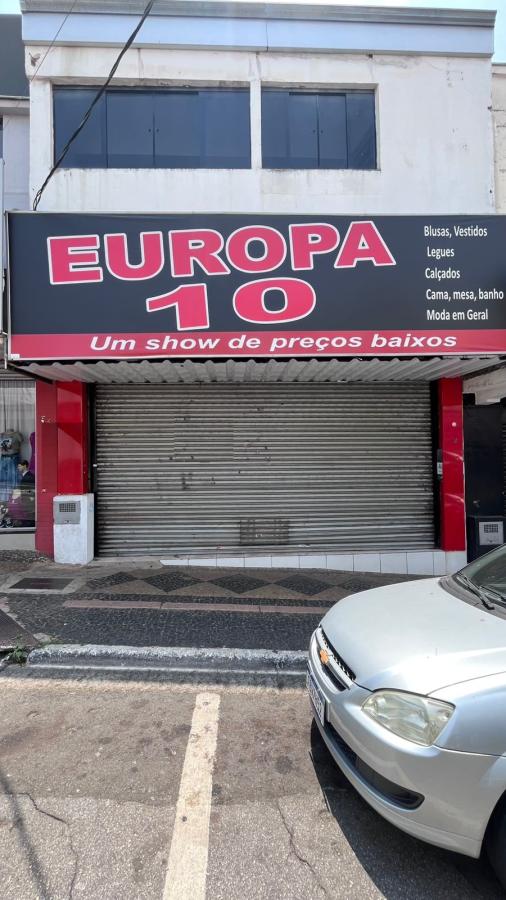 EUROPA
10
Um show de preços baixos
Blusas, Vestidos
Legues
Calçados
Cama, mesa, banho
Moda em Geral